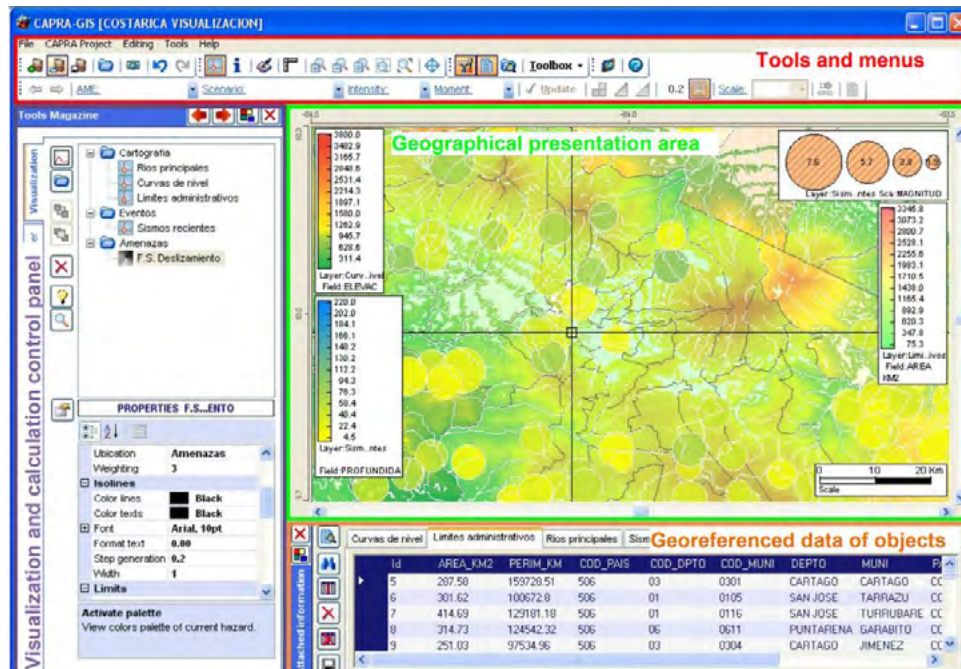 CAPRA-GIS [COSTARICA VISUALIZACION]
File CAPRA Project Editing Tools Help
Toolbox
Tools and menus
AME: Scenario: Intensity: Moment: Update 0.2 Scale:
Tools Magazine
Visualization
Visualization and calculation control panel
Cartografia
Rios principales
Curvas de nivel
Limites administrativos
Eventos
Sismos recientes
Amenazas
F.S. Deslizamiento
PROPERTIES F.S...ENTO
Ubication Amenazas
Weighting 3
Isolines
Color lines Black
Color texts Black
Font Arial, 10pt
Format text 0.00
Step generation 0.2
Width 1
Limits
Activate palette
View colors palette of current hazard.
Geographical presentation area
-84.0
10.0
9.7
3800.0
3482.9
3165.7
2848.6
2531.4
2214.3
1897.1
1580.0
1262.9
945.7
628.6
311.4
Layer:Curv...ivel
Field:ELEVAC
220.0
202.0
184.1
166.1
148.2
130.2
112.2
94.3
76.3
58.4
40.4
22.4
4.5
Layer:Sism...ntes
Field:PROFUNDIDA
7.6
5.7
3.8
Layer:Sism...ntes Sca:MAGNITUD
3345.8
3073.2
2800.7
2528.1
2255.6
1983.1
1710.5
1438.0
1165.4
892.9
620.3
347.8
75.3
Layer:Limi...ivos
Field:AREA
KM2
0 10 20 Km
Scale
Attached information
Curvas de nivel Limites administrativos Rios principales
Georeferenced data of objects
Id AREA_KM2 PERIM_KM COD_PAIS COD_DPTO COD_MUNI DEPTO MUNI
5 287.58 159728.51 506 03 0301 CARTAGO CARTAGO
6 301.62 100672.8 506 01 0105 SAN JOSE TARRAZU
7 414.69 129181.18 506 01 0116 SAN JOSE TURRUBARE
8 314.73 124542.32 506 06 0611 PUNTARENA GARABITO
9 251.03 97534.96 506 03 0304 CARTAGO JIMENEZ